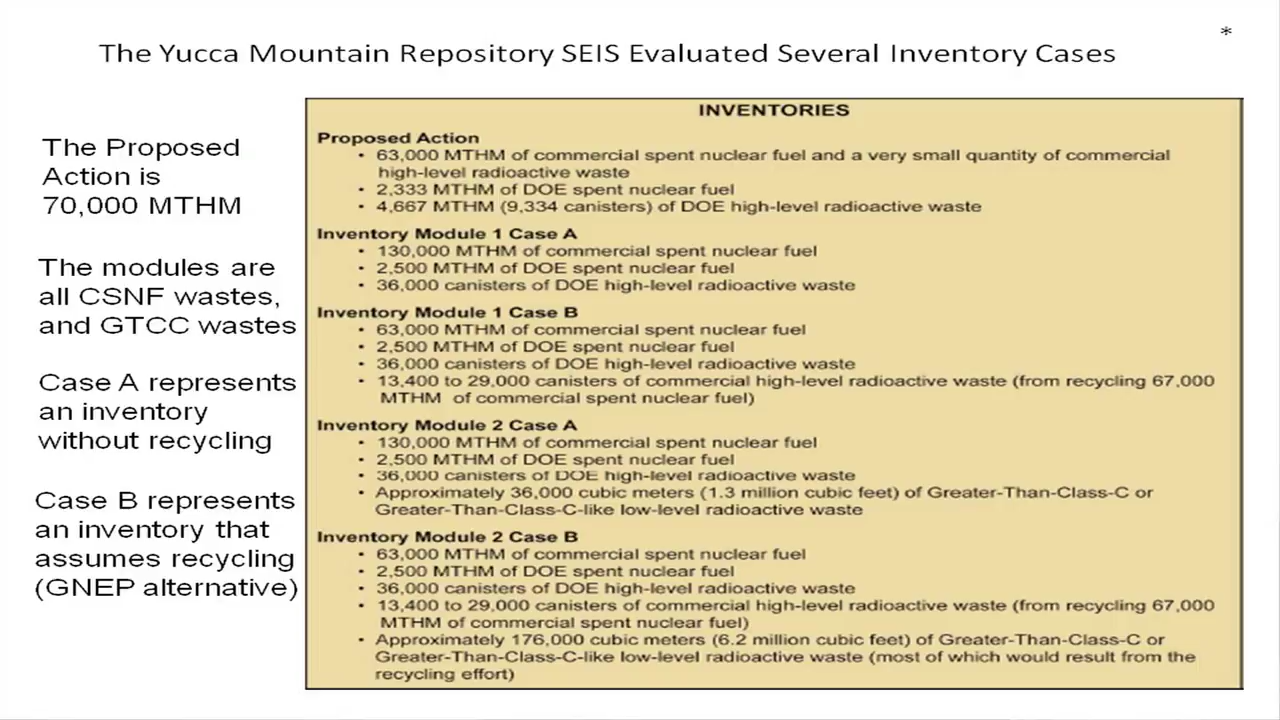 *
The Yucca Mountain Repository SEIS Evaluated Several Inventory Cases
The Proposed
Action is
70,000 MTHM
The modules are
all CSNF wastes,
and GTCC wastes
Case A represents
an inventory
without recycling
Case B represents
an inventory that
assumes recycling
(GNEP alternative)
INVENTORIES
Proposed Action
• 63,000 MTHM of commercial spent nuclear fuel and a very small quantity of commercial
high-level radioactive waste
• 2,333 MTHM of DOE spent nuclear fuel
• 4,667 MTHM (9,334 canisters) of DOE high-level radioactive waste
Inventory Module 1 Case A
• 130,000 MTHM of commercial spent nuclear fuel
• 2,500 MTHM of DOE spent nuclear fuel
• 36,000 canisters of DOE high-level radioactive waste
Inventory Module 1 Case B
• 63,000 MTHM of commercial spent nuclear fuel
• 2,500 MTHM of DOE spent nuclear fuel
• 36,000 canisters of DOE high-level radioactive waste
• 13,400 to 29,000 canisters of commercial high-level radioactive waste (from recycling 67,000
MTHM of commercial spent nuclear fuel)
Inventory Module 2 Case A
• 130,000 MTHM of commercial spent nuclear fuel
• 2,500 MTHM of DOE spent nuclear fuel
• 36,000 canisters of DOE high-level radioactive waste
• Approximately 36,000 cubic meters (1.3 million cubic feet) of Greater-Than-Class-C or
Greater-Than-Class-C-like low-level radioactive waste
Inventory Module 2 Case B
• 63,000 MTHM of commercial spent nuclear fuel
• 2,500 MTHM of DOE spent nuclear fuel
• 36,000 canisters of DOE high-level radioactive waste
• 13,400 to 29,000 canisters of commercial high-level radioactive waste (from recycling 67,000
MTHM of commercial spent nuclear fuel)
• Approximately 176,000 cubic meters (6.2 million cubic feet) of Greater-Than-Class-C or
Greater-Than-Class-C-like low-level radioactive waste (most of which would result from the
recycling effort)